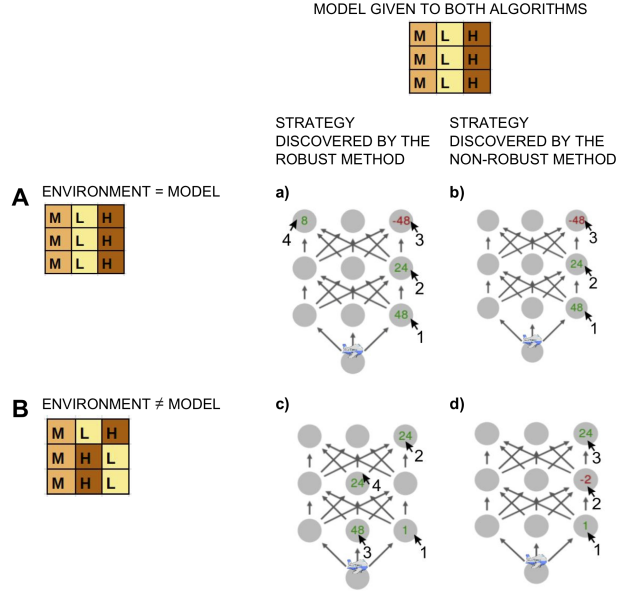 MODEL GIVEN TO BOTH ALGORITHMS
M L H
M L H
M L H
STRATEGY DISCOVERED BY THE ROBUST METHOD
STRATEGY DISCOVERED BY THE NON-ROBUST METHOD
A ENVIRONMENT = MODEL
M L H
M L H
M L H
a)
8 -48
4 3
24
2
48
1
b)
-48
3
24
2
48
1
B ENVIRONMENT ≠ MODEL
M L H
M H L
M H L
c)
24
2
24 4
48 1
3 1
d)
24
3
-2
2
1
1